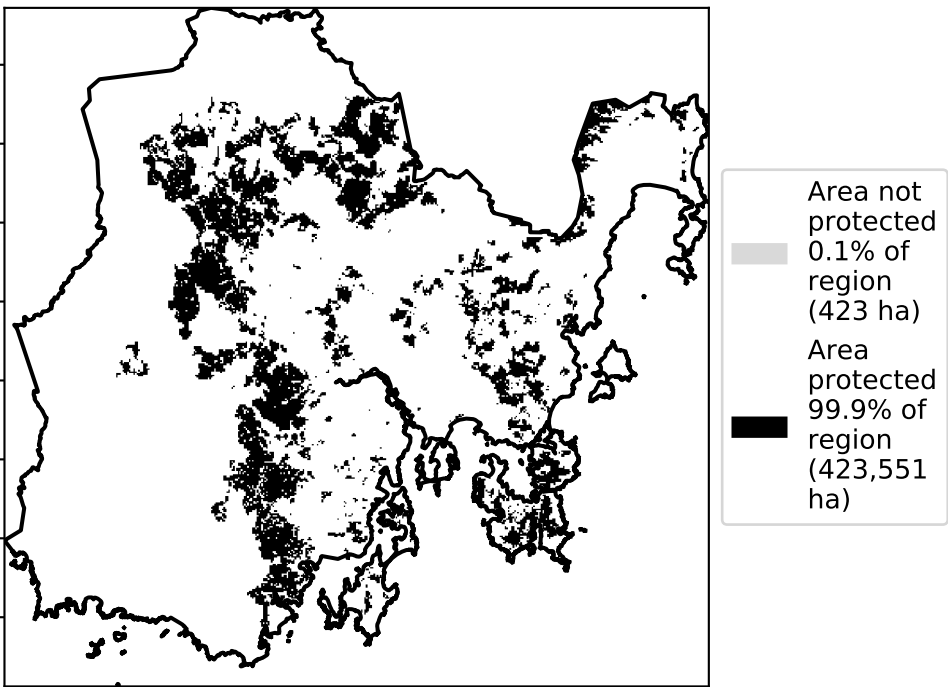 Area not
protected
0.1% of
region
(423 ha)
Area
protected
99.9% of
region
(423,551
ha)